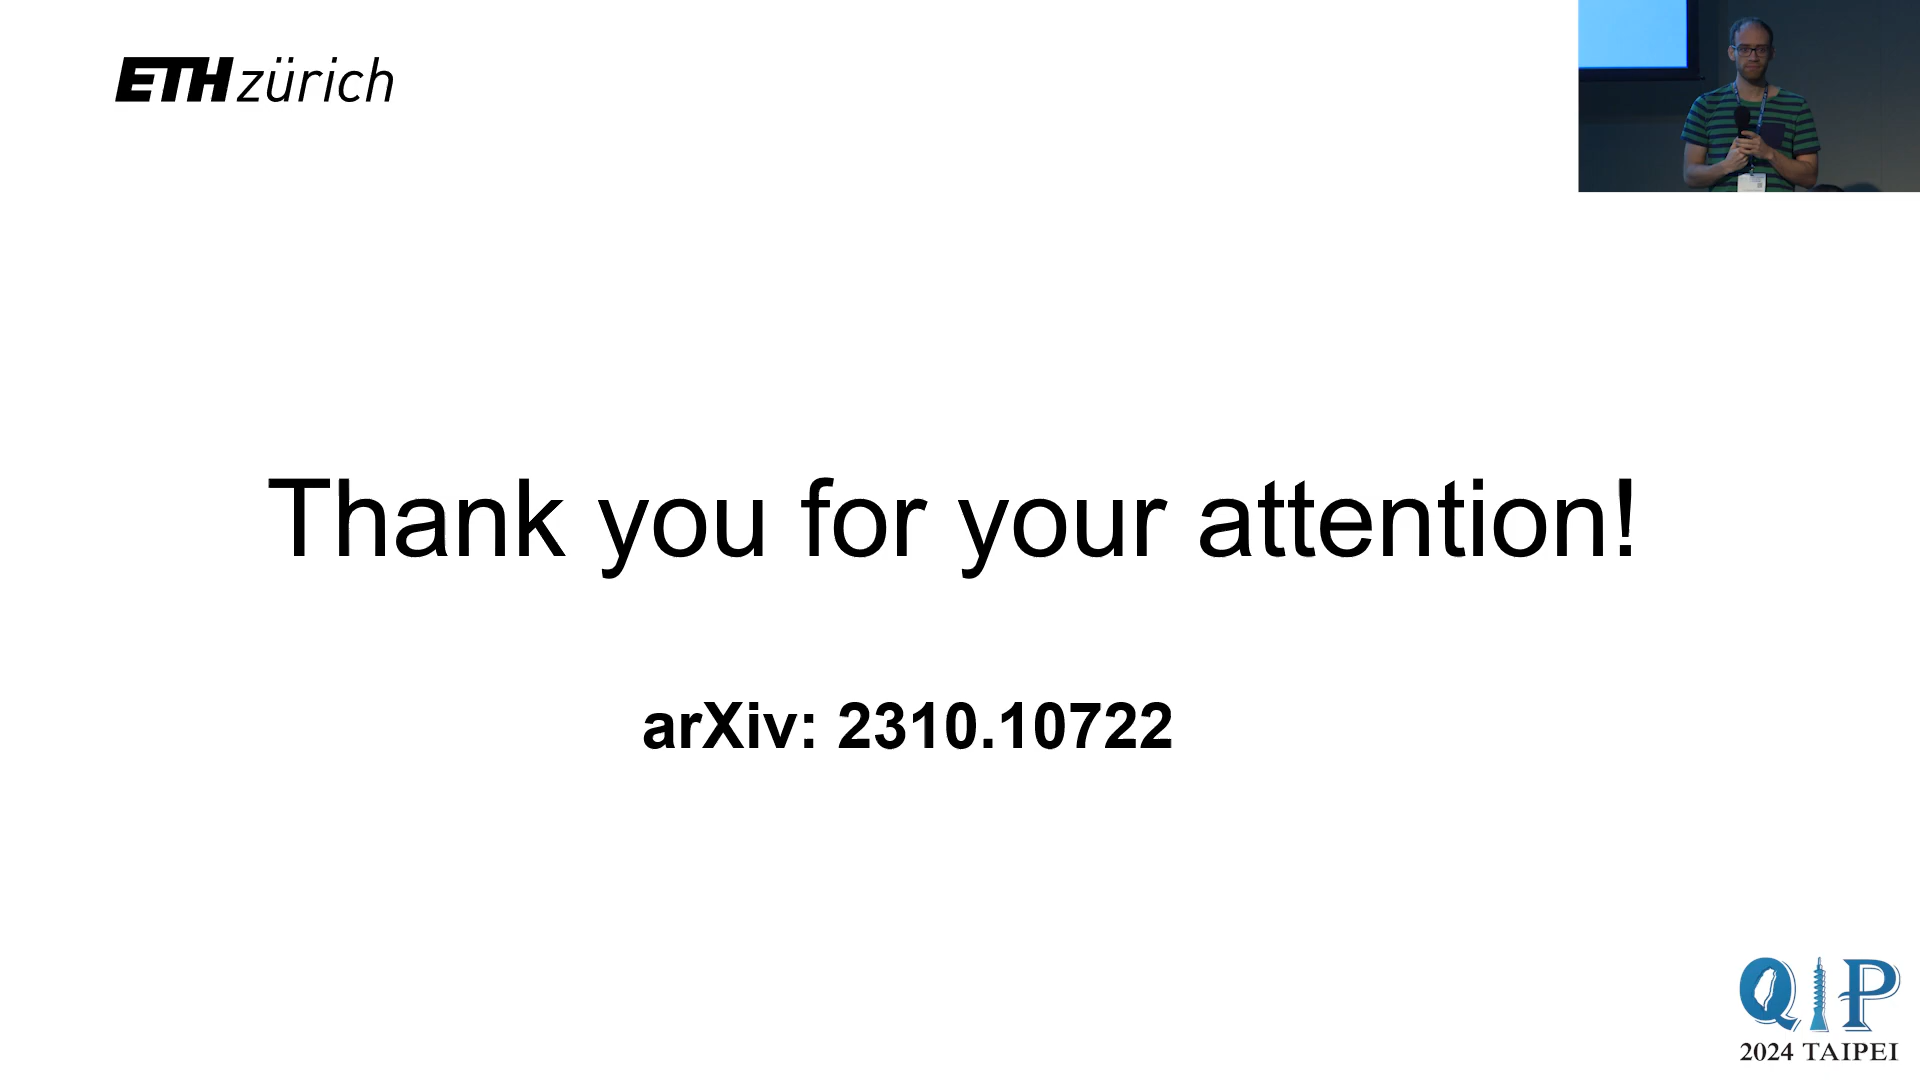 ETH zürich
Thank you for your attention!
arXiv: 2310.10722
QIP
2024 TAIPEI